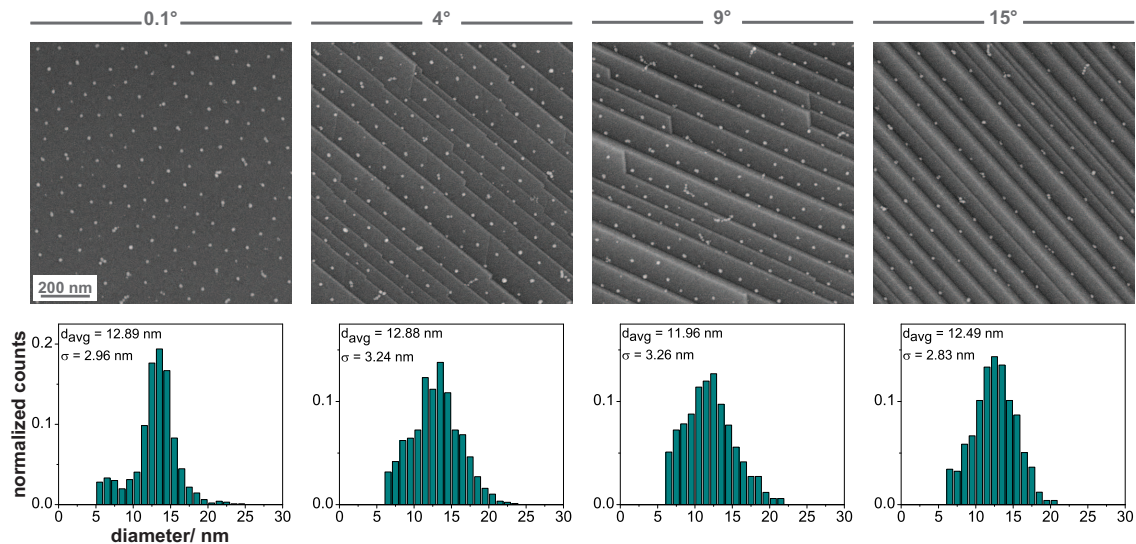 0.1° 4° 9° 15°
200 nm
normalized counts
davg = 12.89 nm
σ = 2.96 nm
0.2
0.1
0.0
0 5 10 15 20 25 30
diameter/ nm
davg = 12.88 nm
σ = 3.24 nm
0.1
0.0
0 5 10 15 20 25 30
davg = 11.96 nm
σ = 3.26 nm
0.1
0.0
0 5 10 15 20 25 30
davg = 12.49 nm
σ = 2.83 nm
0.1
0.0
0 5 10 15 20 25 30